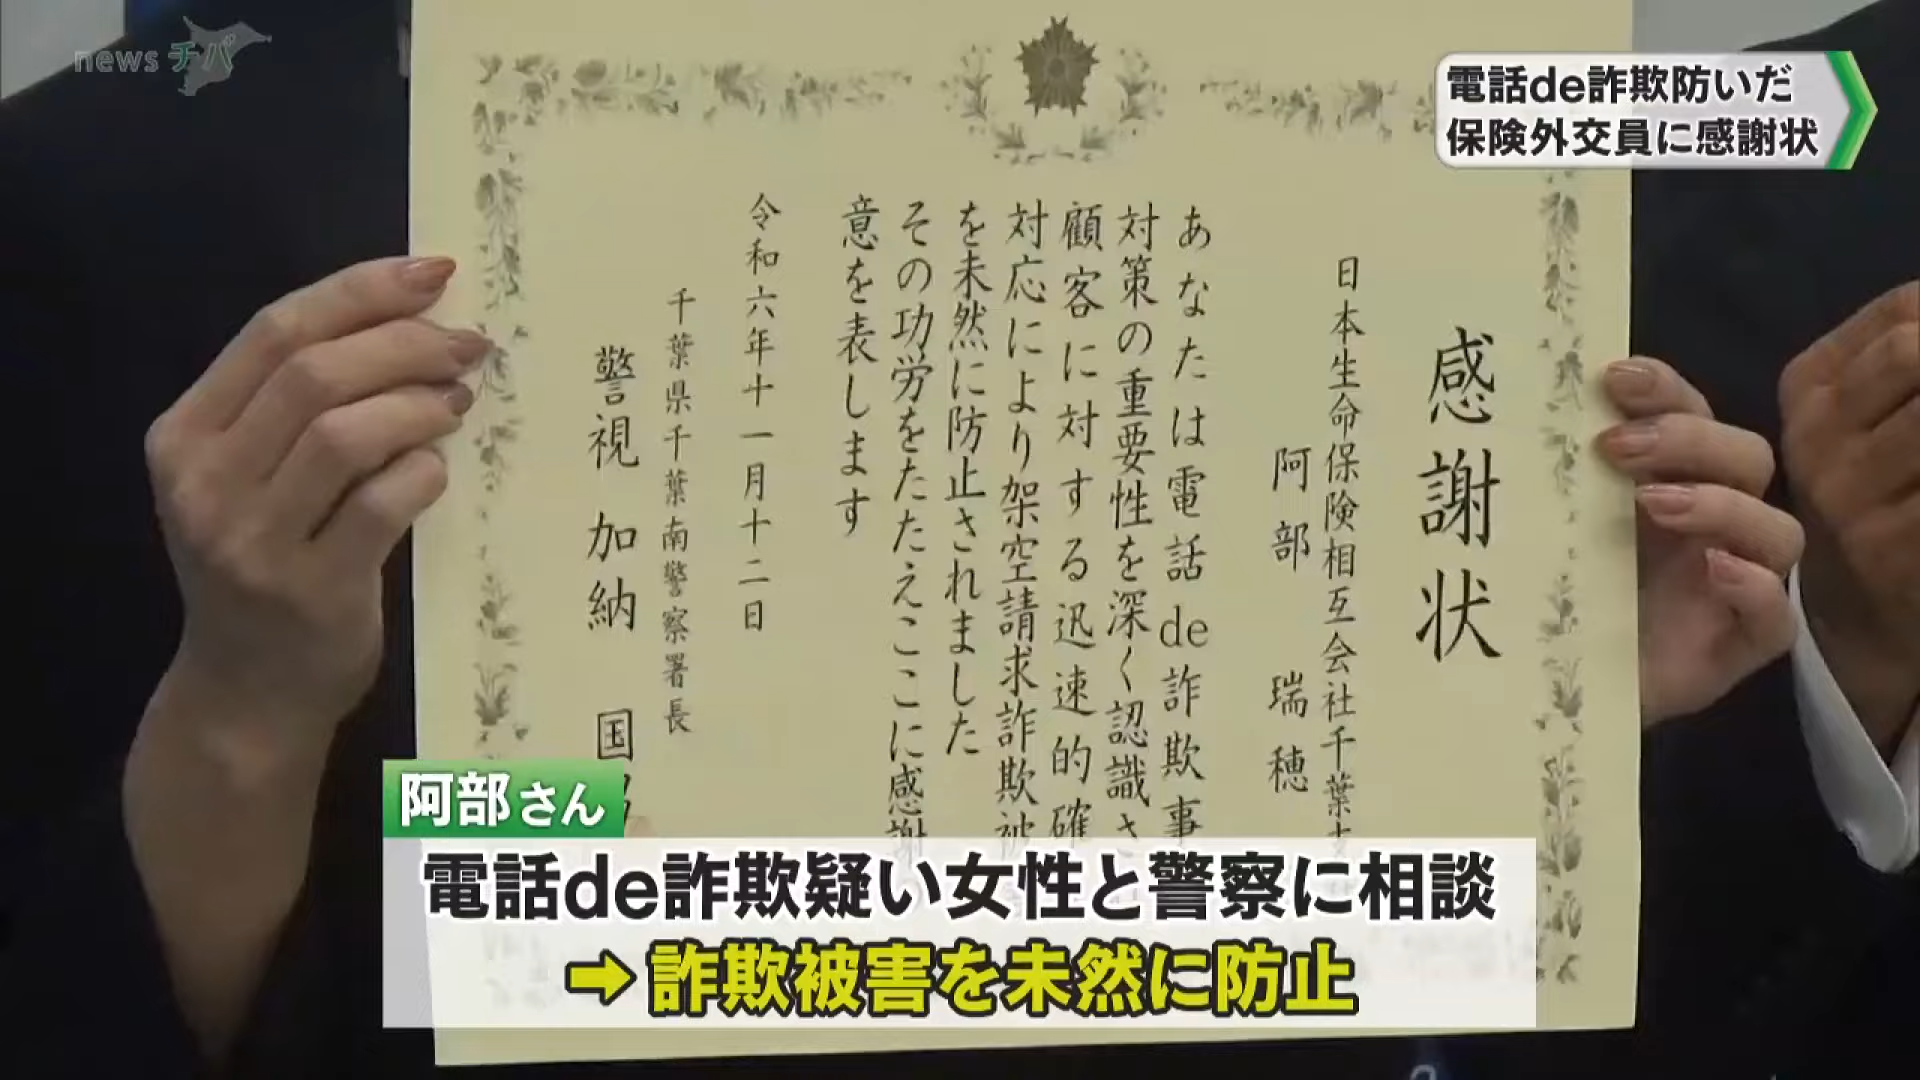 news チバ
電話de詐欺防いだ
保険外交員に感謝状
感謝状
日本生命保険相互会社千葉
阿部 瑞穂
あなたは電話de詐欺事
対策の重要性を深く認識さ
顧客に対する迅速的確
対応により架空請求詐欺被
を未然に防止されました
その功労をたたえここに感謝
意を表します
令和六年十一月十二日
千葉県千葉南警察署長
警視 加納 国
阿部さん
電話de詐欺疑い女性と警察に相談
➡詐欺被害を未然に防止